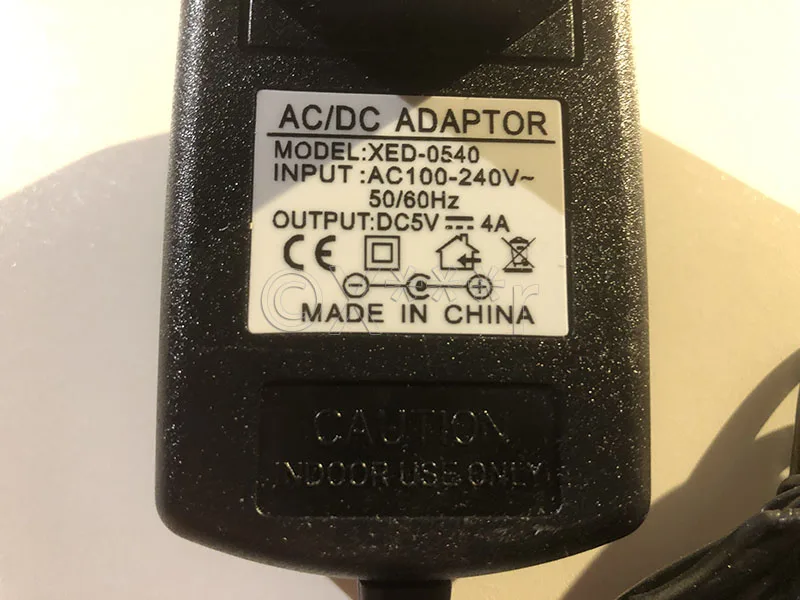 AC/DC ADAPTOR
MODEL:XED-0540
INPUT :AC100-240V~
50/60Hz
OUTPUT:DC5V⎓4A
CE
MADE IN CHINA
CAUTION
INDOOR USE ONLY